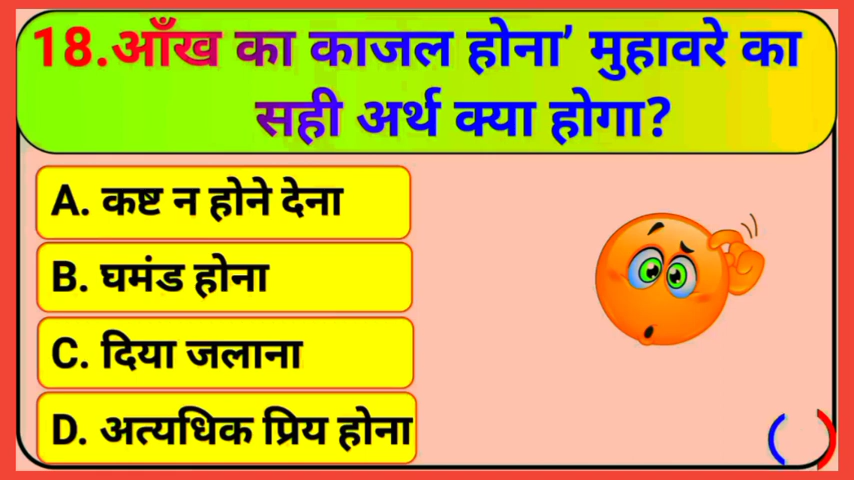 18.आँख का काजल होना’ मुहावरे का
सही अर्थ क्या होगा?
A. कष्ट न होने देना
B. घमंड होना
C. दिया जलाना
D. अत्यधिक प्रिय होना